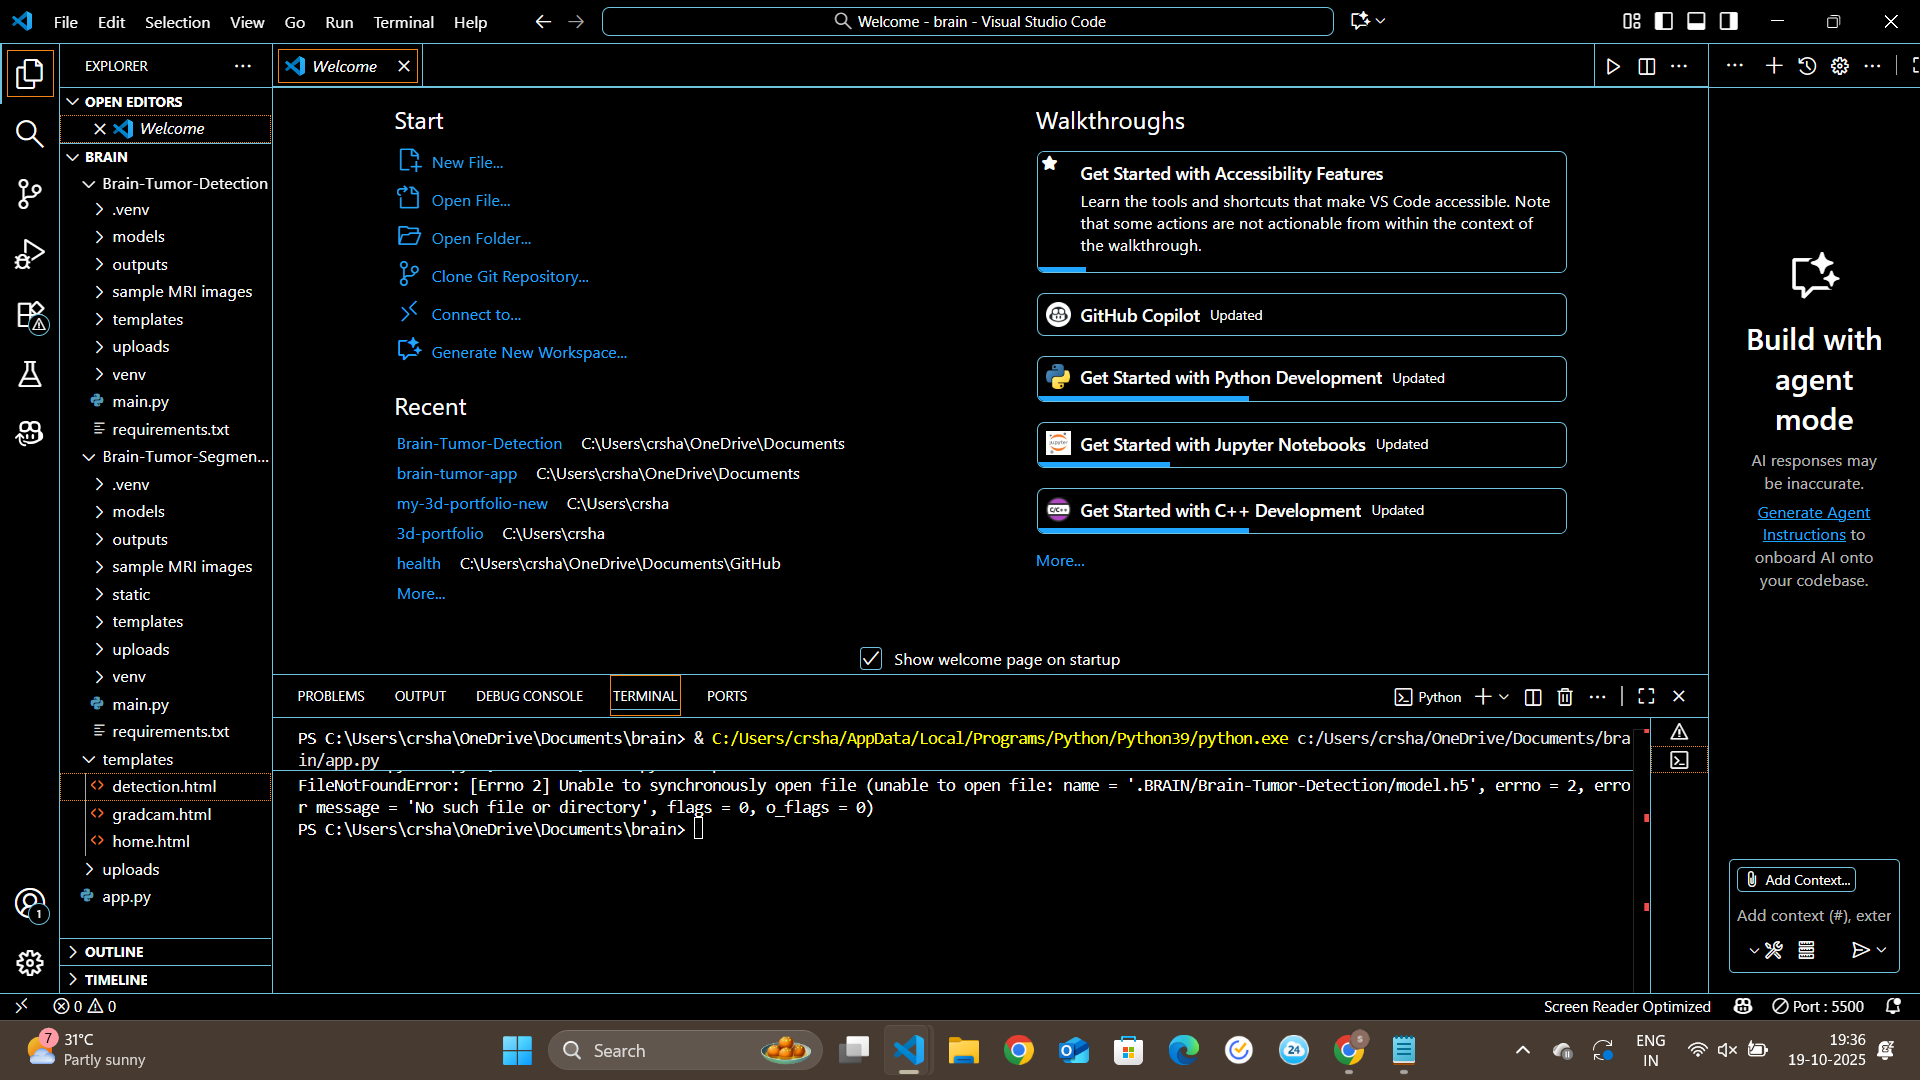 File Edit Selection View Go Run Terminal Help
Welcome - brain - Visual Studio Code
EXPLORER
OPEN EDITORS
Welcome
BRAIN
Brain-Tumor-Detection
.venv
models
outputs
sample MRI images
templates
uploads
venv
main.py
requirements.txt
Brain-Tumor-Segmen...
.venv
models
outputs
sample MRI images
static
templates
uploads
venv
main.py
requirements.txt
templates
detection.html
gradcam.html
home.html
uploads
app.py
OUTLINE
TIMELINE
1
Welcome
Start
New File...
Open File...
Open Folder...
Clone Git Repository...
Connect to...
Generate New Workspace...
Recent
Brain-Tumor-Detection C:\Users\crsha\OneDrive\Documents
brain-tumor-app C:\Users\crsha\OneDrive\Documents
my-3d-portfolio-new C:\Users\crsha
3d-portfolio C:\Users\crsha
health C:\Users\crsha\OneDrive\Documents\GitHub
More...
Walkthroughs
Get Started with Accessibility Features
Learn the tools and shortcuts that make VS Code accessible. Note
that some actions are not actionable from within the context of
the walkthrough.
GitHub Copilot Updated
Get Started with Python Development Updated
Jupyter Get Started with Jupyter Notebooks Updated
C/C++ Get Started with C++ Development Updated
More...
Show welcome page on startup
PROBLEMS OUTPUT DEBUG CONSOLE TERMINAL PORTS
Python
PS C:\Users\crsha\OneDrive\Documents\brain> & C:/Users/crsha/AppData/Local/Programs/Python/Python39/python.exe c:/Users/crsha/OneDrive/Documents/bra
in/app.py
FileNotFoundError: [Errno 2] Unable to synchronously open file (unable to open file: name = '.BRAIN/Brain-Tumor-Detection/model.h5', errno = 2, erro
r message = 'No such file or directory', flags = 0, o_flags = 0)
PS C:\Users\crsha\OneDrive\Documents\brain>
Build with
agent
mode
AI responses may
be inaccurate.
Generate Agent
Instructions to
onboard AI onto
your codebase.
Add Context...
Add context (#), exter
0 0
Screen Reader Optimized
Port : 5500
7
31°C
Partly sunny
Search
24
S
ENG
IN
19:36
19-10-2025